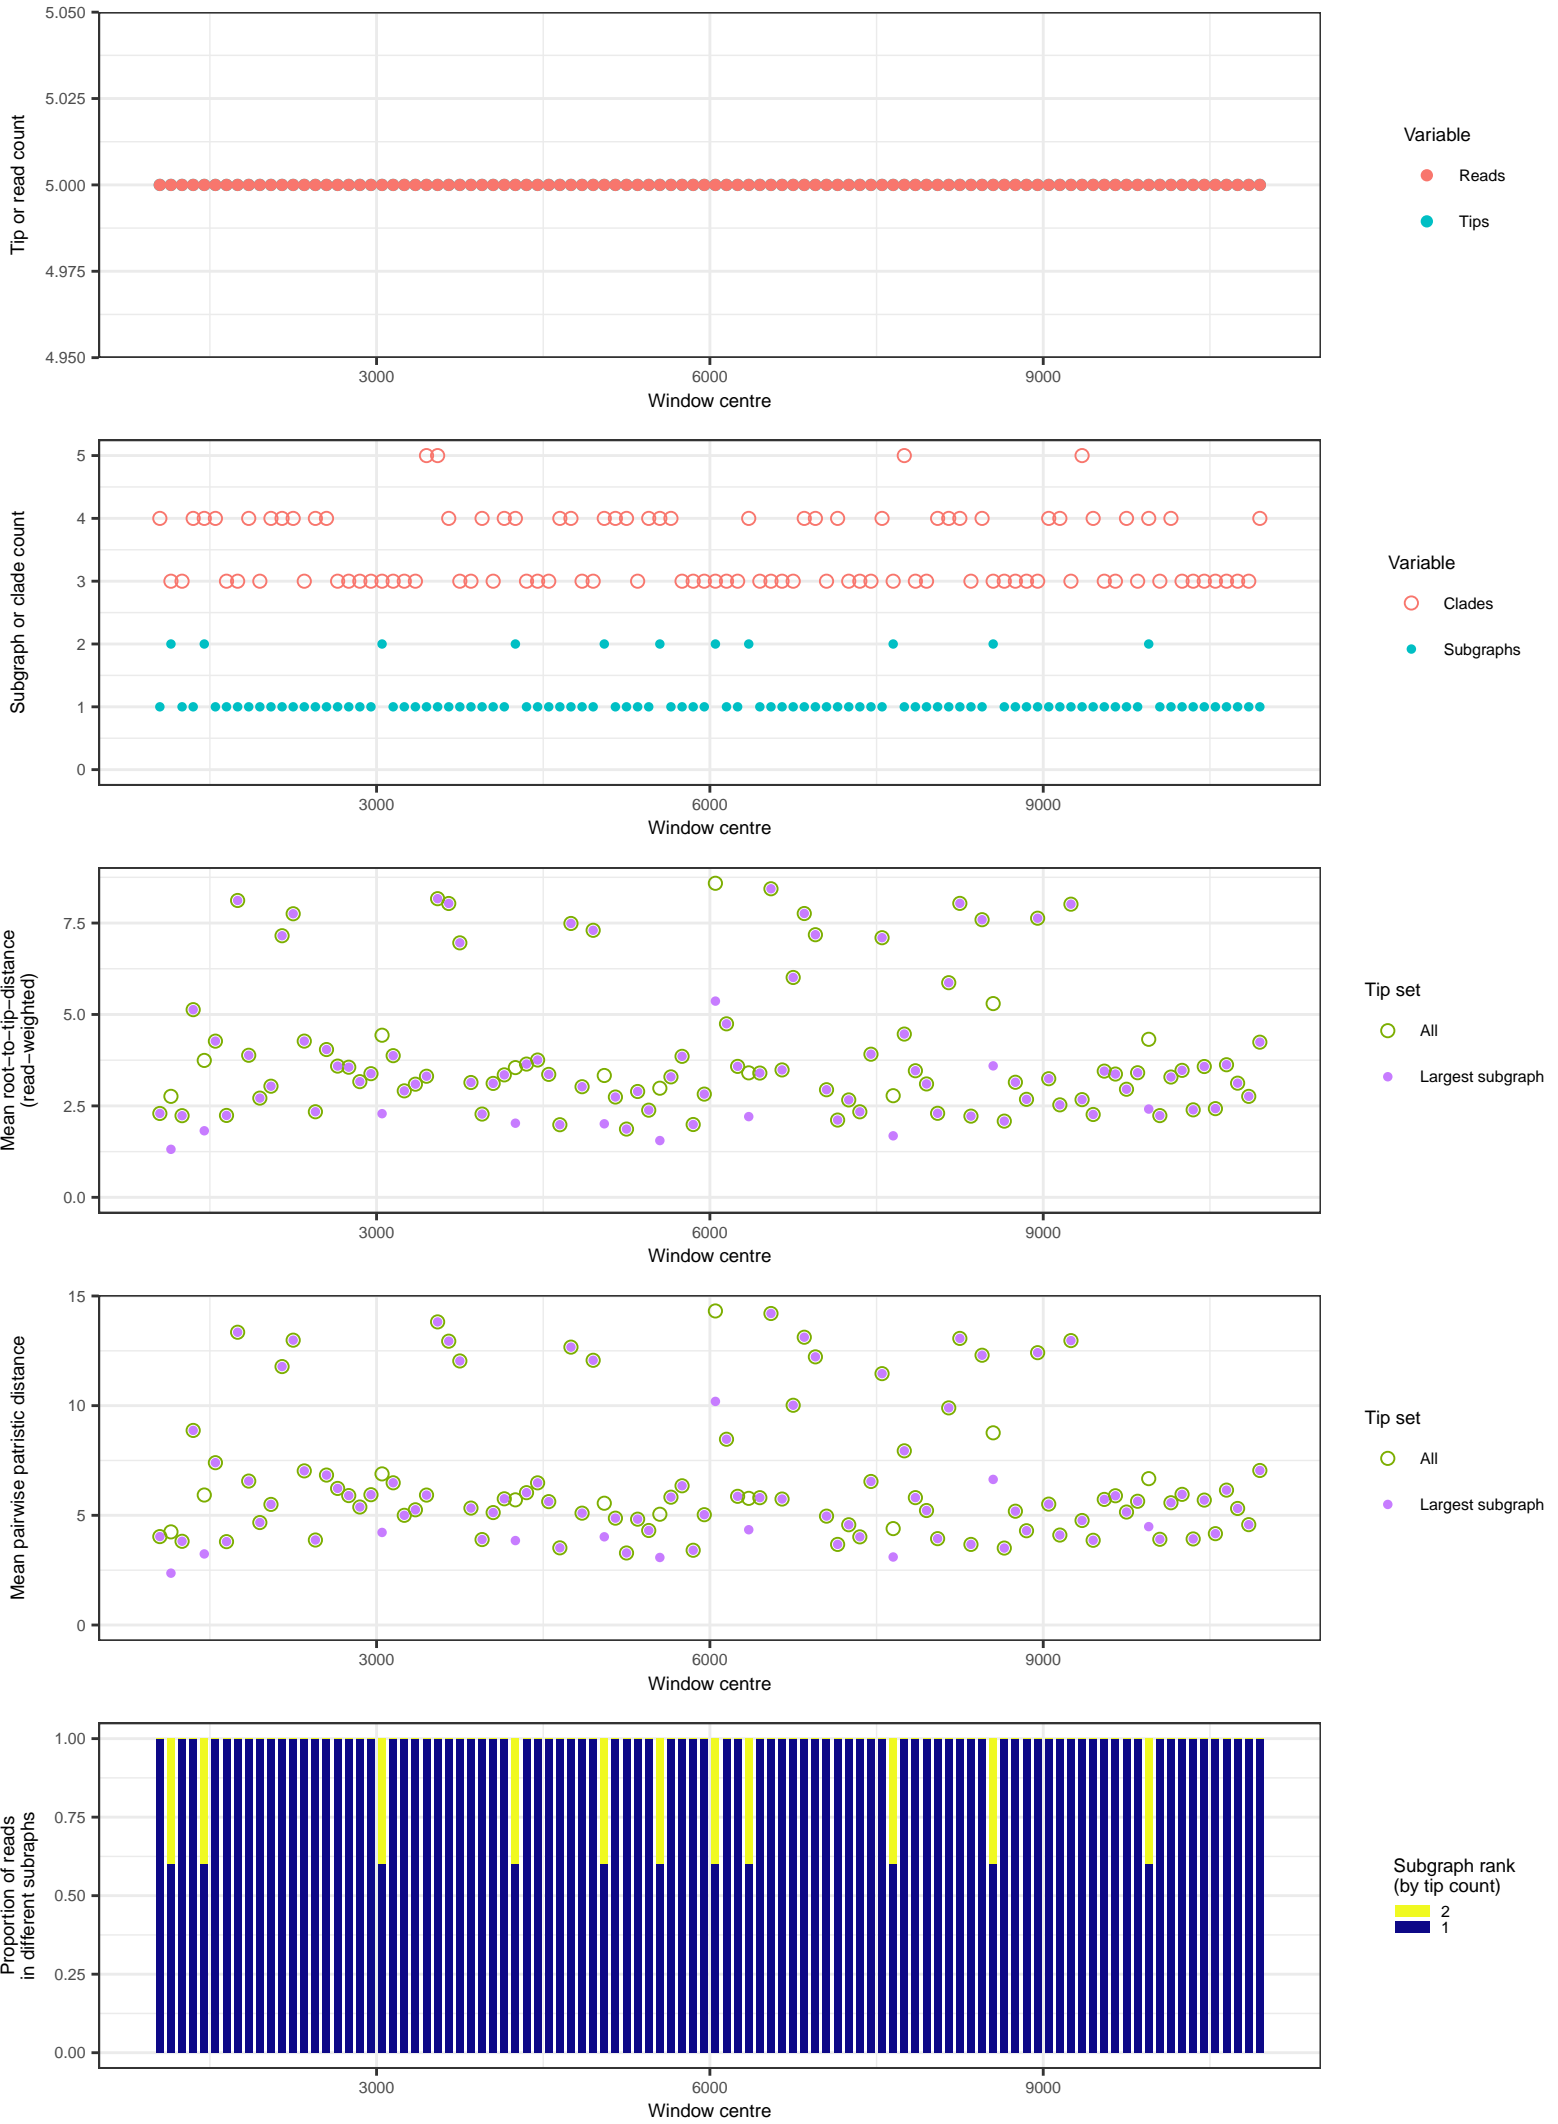 5.050
5.025
5.000
4.975
4.950
Tip or read count
3000 6000 9000
Window centre
Variable
Reads
Tips
5
4
3
2
1
0
Subgraph or clade count
3000 6000 9000
Window centre
Variable
Clades
Subgraphs
7.5
5.0
2.5
0.0
Mean root−to−tip−distance
(read−weighted)
3000 6000 9000
Window centre
Tip set
All
Largest subgraph
15
10
5
0
Mean pairwise patristic distance
3000 6000 9000
Window centre
Tip set
All
Largest subgraph
1.00
0.75
0.50
0.25
0.00
Proportion of reads
in different subraphs
3000 6000 9000
Window centre
Subgraph rank
(by tip count)
2
1